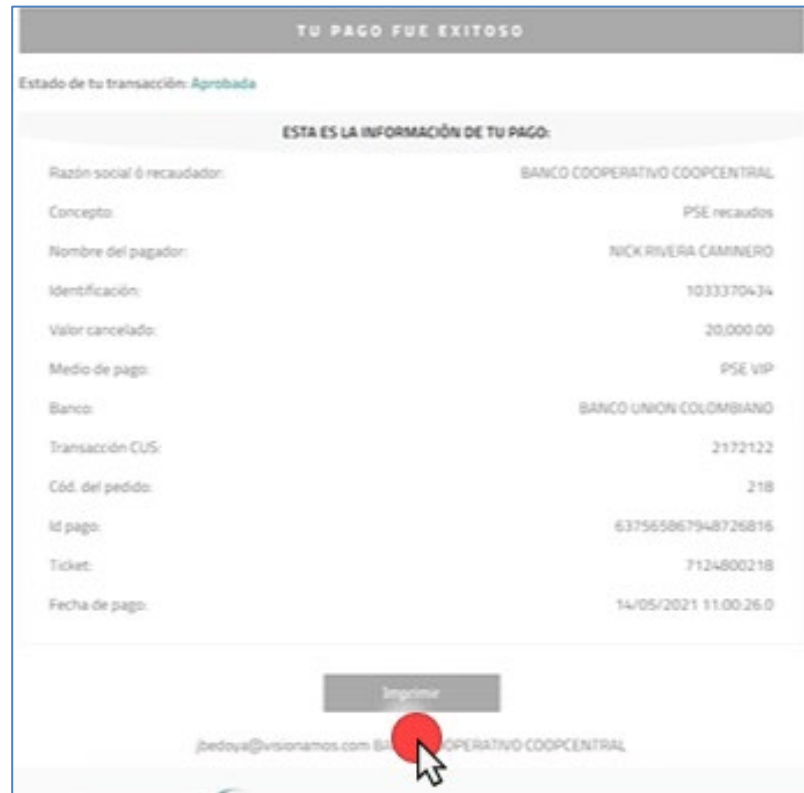 TU PAGO FUE EXITOSO
Estado de tu transacción: Aprobada
ESTA ES LA INFORMACIÓN DE TU PAGO:
Razón social ó recaudador: BANCO COOPERATIVO COOPCENTRAL
Concepto: PSE recaudos
Nombre del pagador: NICK RIVERA CAMINERO
Identificación: 1033370434
Valor cancelado: 20,000.00
Medio de pago: PSE VIP
Banco: BANCO UNION COLOMBIANO
Transacción CUS: 2172122
Cód. del pedido: 218
Id pago: 637565867948726816
Ticket: 7124800218
Fecha de pago: 14/05/2021 11:00:26.0
Imprimir
jbedoya@visionamos.com COOPCENTRAL